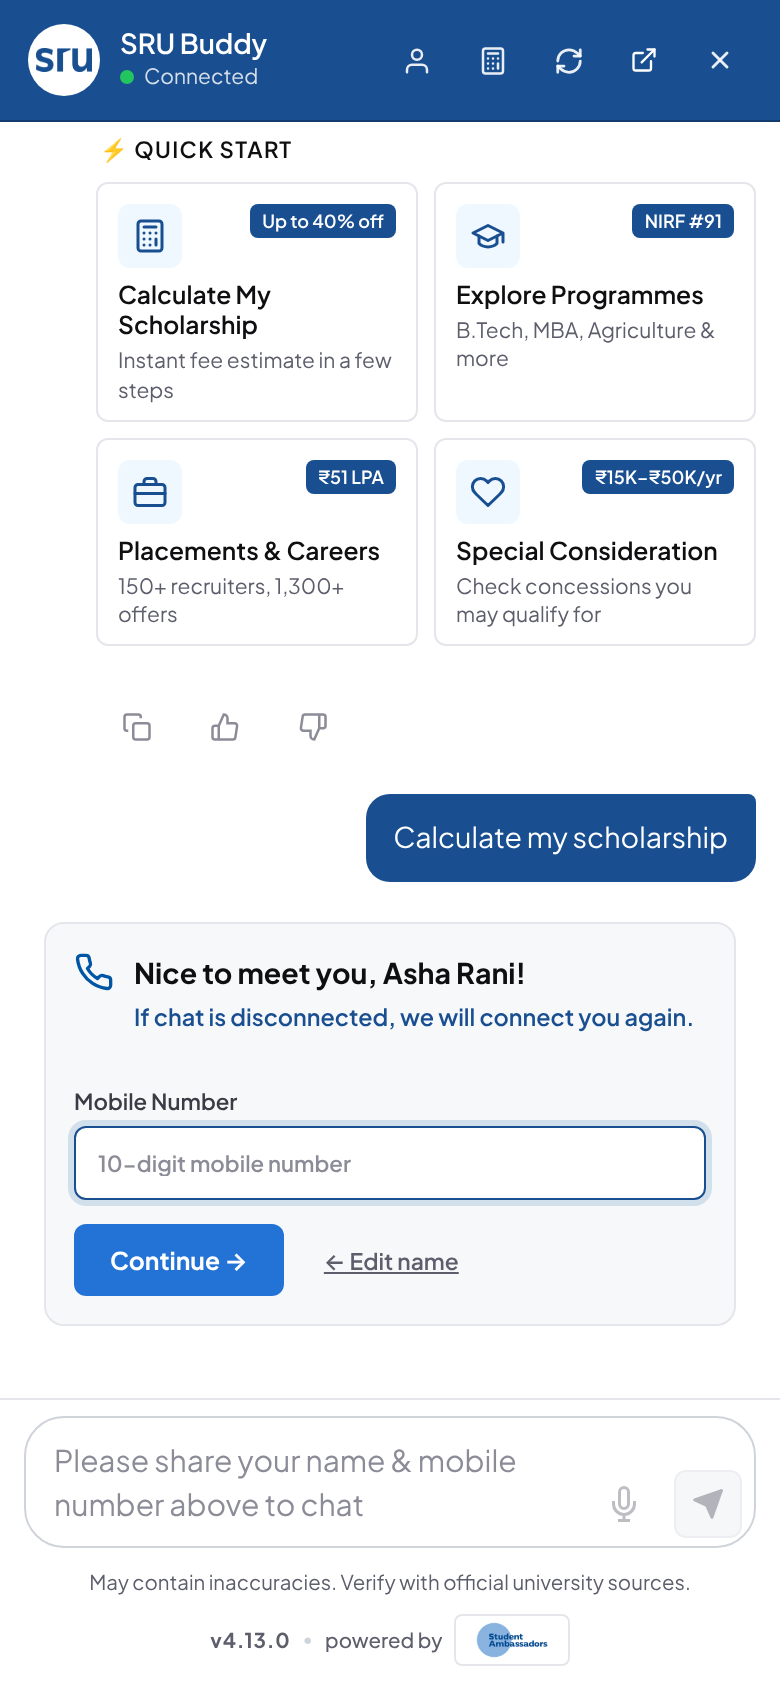 sru
SRU Buddy
Connected
⚡ QUICK START
Up to 40% off
Calculate My
Scholarship
Instant fee estimate in a few
steps
NIRF #91
Explore Programmes
B.Tech, MBA, Agriculture &
more
₹51 LPA
Placements & Careers
150+ recruiters, 1,300+
offers
₹15K–₹50K/yr
Special Consideration
Check concessions you
may qualify for
Calculate my scholarship
Nice to meet you, Asha Rani!
If chat is disconnected, we will connect you again.
Mobile Number
10-digit mobile number
Continue →
← Edit name
Please share your name & mobile
number above to chat
May contain inaccuracies. Verify with official university sources.
v4.13.0 • powered by
Student
Ambassadors